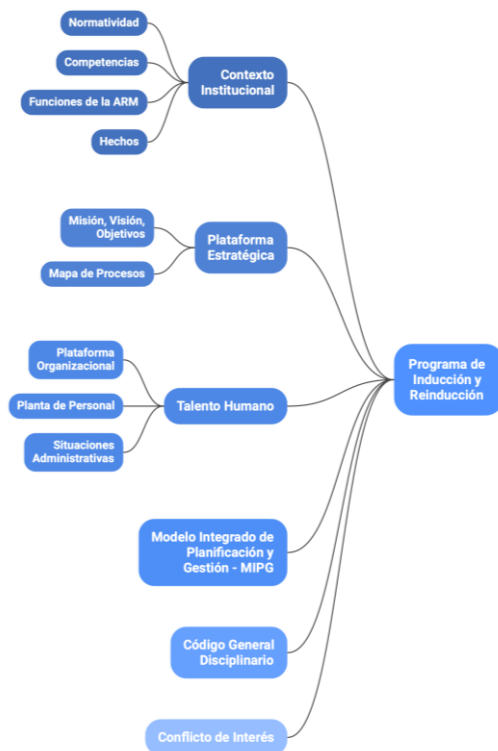 Normatividad
Competencias
Funciones de la ARM
Hechos
Contexto
Institucional
Misión, Visión,
Objetivos
Mapa de Procesos
Plataforma
Estratégica
Plataforma
Organizacional
Planta de Personal
Situaciones
Administrativas
Talento Humano
Modelo Integrado de
Planificación y
Gestión - MIPG
Código General
Disciplinario
Conflicto de Interés
Programa de
Inducción y
Reinducción